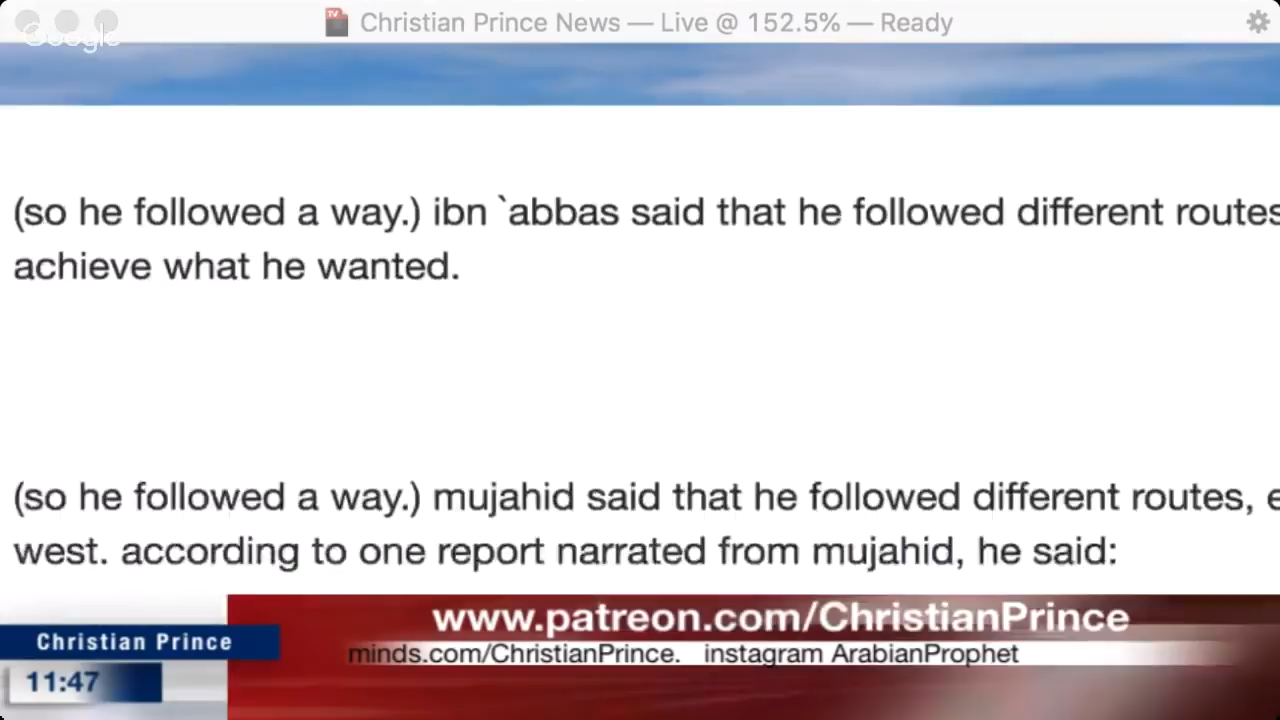 Christian Prince News — Live @ 152.5% — Ready
Google
(so he followed a way.) ibn `abbas said that he followed different routes
achieve what he wanted.
(so he followed a way.) mujahid said that he followed different routes, e
west. according to one report narrated from mujahid, he said:
www.patreon.com/ChristianPrince
Christian Prince
minds.com/ChristianPrince. instagram ArabianProphet
11:47